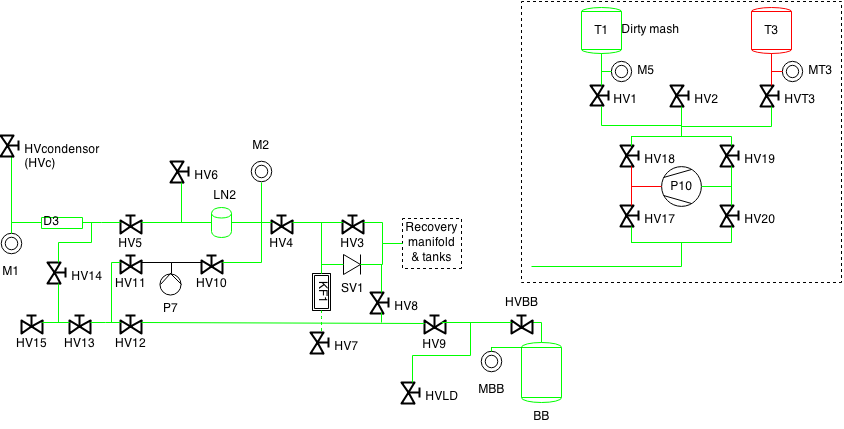 T1
Dirty mash
T3
M5
MT3
HV1
HV2
HVT3
HVcondensor
(HVc)
M2
HV18
HV19
HV6
P10
LN2
D3
HV17
HV20
Recovery
manifold
& tanks
HV5
HV4
HV3
M1
HV14
HV11
HV10
KF1
SV1
P7
HV8
HVBB
HV15
HV13
HV12
HV7
HV9
MBB
HVLD
BB